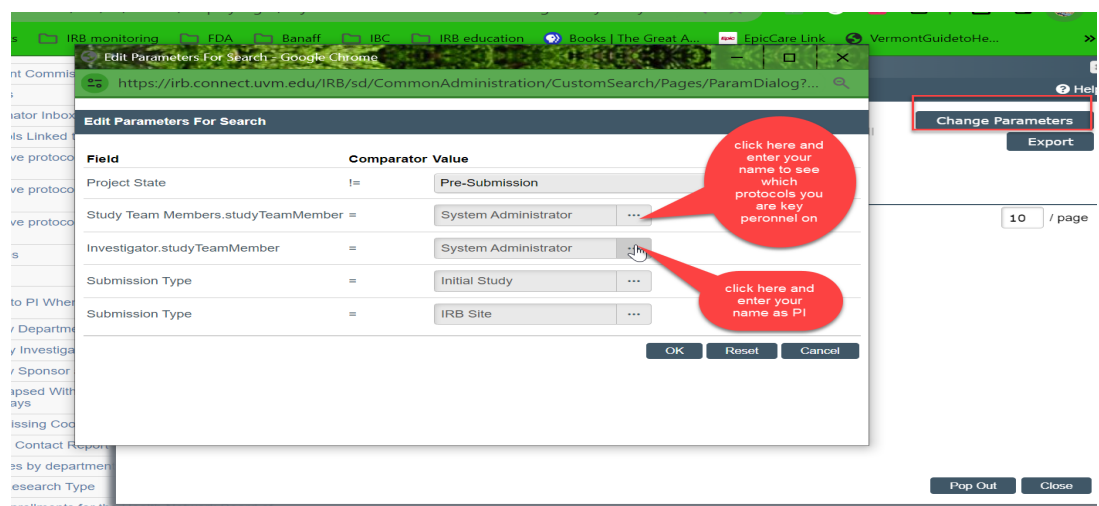 s IRB monitoring FDA Banaff IBC IRB education Books | The Great A... Epic EpicCare Link VermontGuidetoHe... »
Edit Parameters For Search - Google Chrome
https://irb.connect.uvm.edu/IRB/sd/CommonAdministration/CustomSearch/Pages/ParamDialog?...
Edit Parameters For Search
Field Comparator Value
Project State != Pre-Submission
Study Team Members.studyTeamMember = System Administrator ...
Investigator.studyTeamMember = System Administrator ...
Submission Type = Initial Study ...
Submission Type = IRB Site ...
OK Reset Cancel
click here and
enter your
name to see
which
protocols you
are key
peronnel on
click here and
enter your
name as PI
Help
Change Parameters
Export
10 / page
nt Commis
s
nator Inbox
ols Linked t
ve protoco
ve protoco
ve protoco
s
to PI Wher
y Departme
y Investiga
y Sponsor
apsed With
ays
issing Coo
Contact Report
es by departmen
esearch Type
Pop Out Close